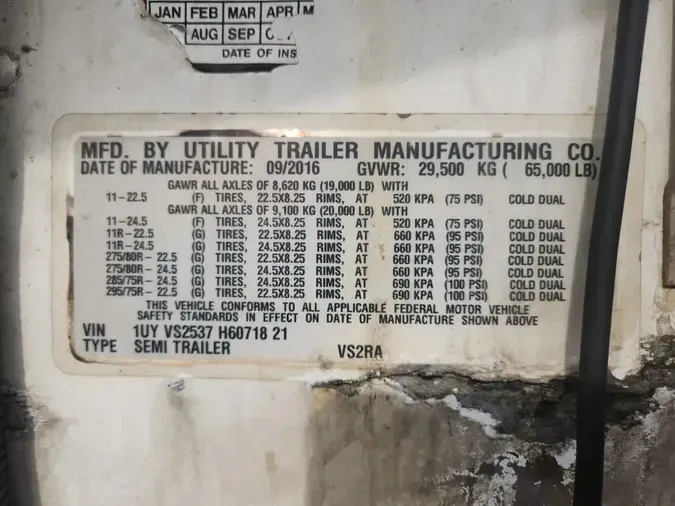 JAN FEB MAR APR M
AUG SEP
DATE OF INS
MFD. BY UTILITY TRAILER MANUFACTURING CO.
DATE OF MANUFACTURE: 09/2016 GVWR: 29,500 KG ( 65,000 LB)
GAWR ALL AXLES OF 8,620 KG (19,000 LB) WITH
11-22.5 (F) TIRES, 22.5X8.25 RIMS, AT 520 KPA (75 PSI) COLD DUAL
GAWR ALL AXLES OF 9,100 KG (20,000 LB) WITH
11-24.5 (F) TIRES, 24.5X8.25 RIMS, AT 520 KPA (75 PSI) COLD DUAL
11R-22.5 (G) TIRES, 22.5X8.25 RIMS, AT 660 KPA (95 PSI) COLD DUAL
11R-24.5 (G) TIRES, 24.5X8.25 RIMS, AT 660 KPA (95 PSI) COLD DUAL
275/80R-22.5 (G) TIRES, 22.5X8.25 RIMS, AT 660 KPA (95 PSI) COLD DUAL
275/80R-24.5 (G) TIRES, 24.5X8.25 RIMS, AT 660 KPA (95 PSI) COLD DUAL
285/75R-24.5 (G) TIRES, 24.5X8.25 RIMS, AT 690 KPA (100 PSI) COLD DUAL
295/75R-22.5 (G) TIRES, 22.5X8.25 RIMS, AT 690 KPA (100 PSI) COLD DUAL
THIS VEHICLE CONFORMS TO ALL APPLICABLE FEDERAL MOTOR VEHICLE
SAFETY STANDARDS IN EFFECT ON DATE OF MANUFACTURE SHOWN ABOVE
VIN 1UY VS2537 H60718 21
TYPE SEMI TRAILER VS2RA